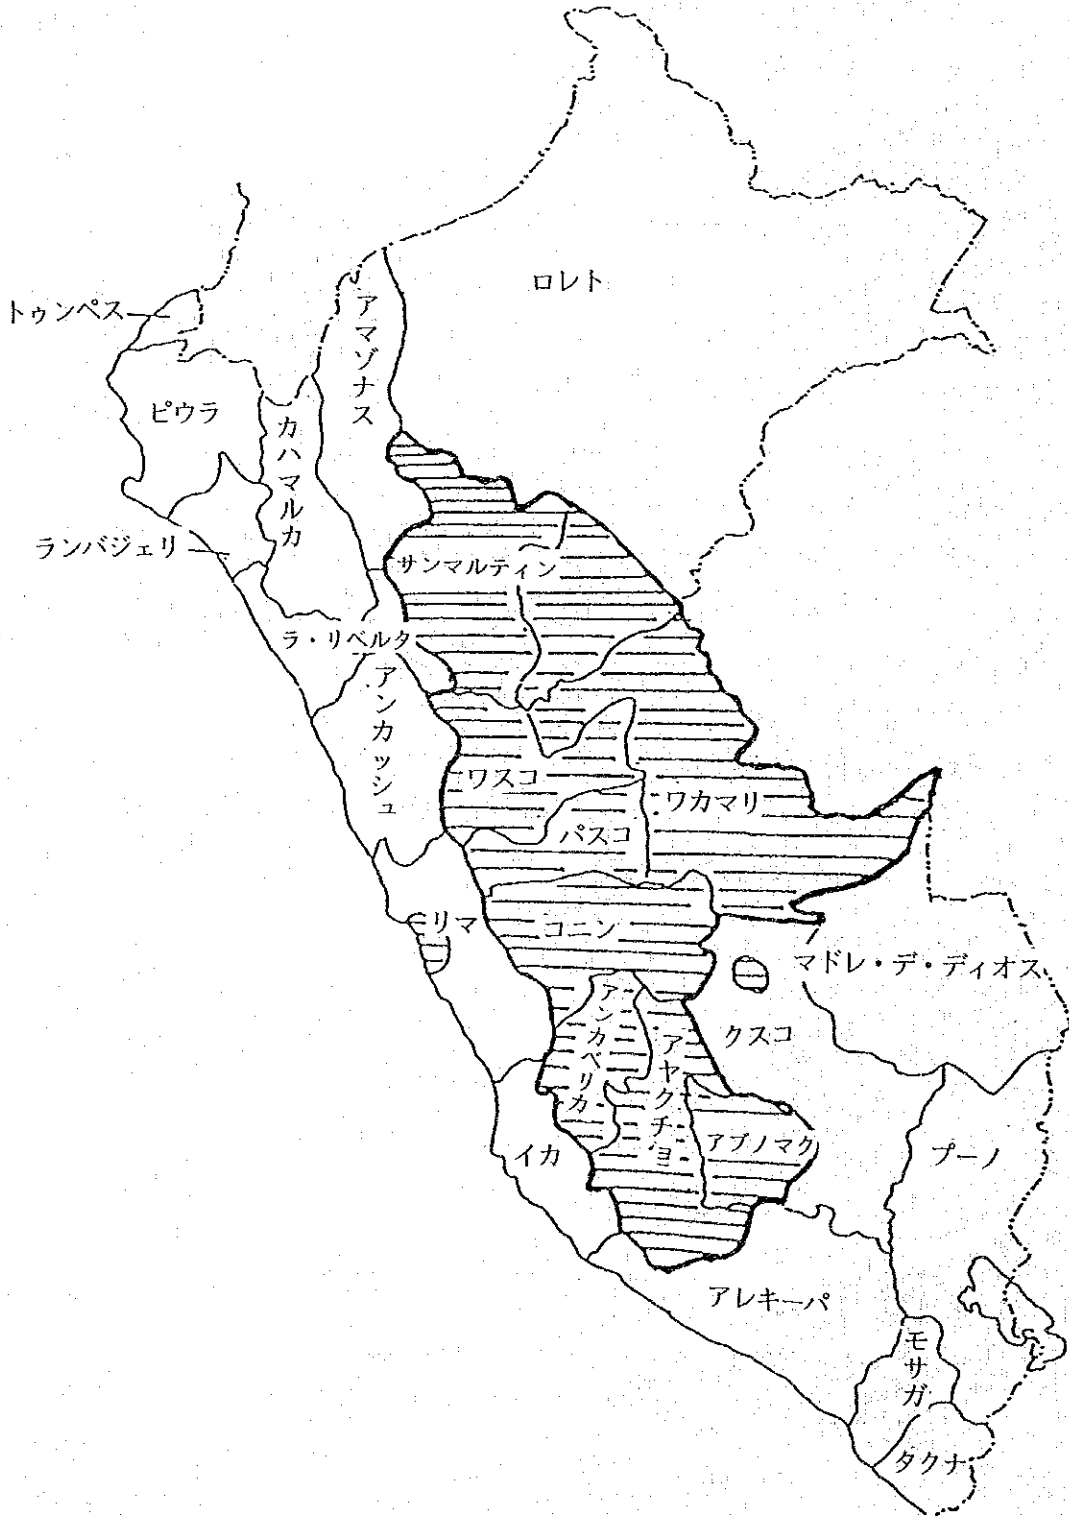 ロレト
トゥンペス
アマゾナス
ピウラ
カハマルカ
ランバジェリ
サンマルティン
ラ・リベルタ
アンカッシュ
ワスコ
ワカマリ
パスコ
リマ
コニン
マドレ・デ・ディオス
アンカベリカ
アヤクチョ
クスコ
イカ
アブノマク
プーノ
アレキーパ
モサガ
タクナ